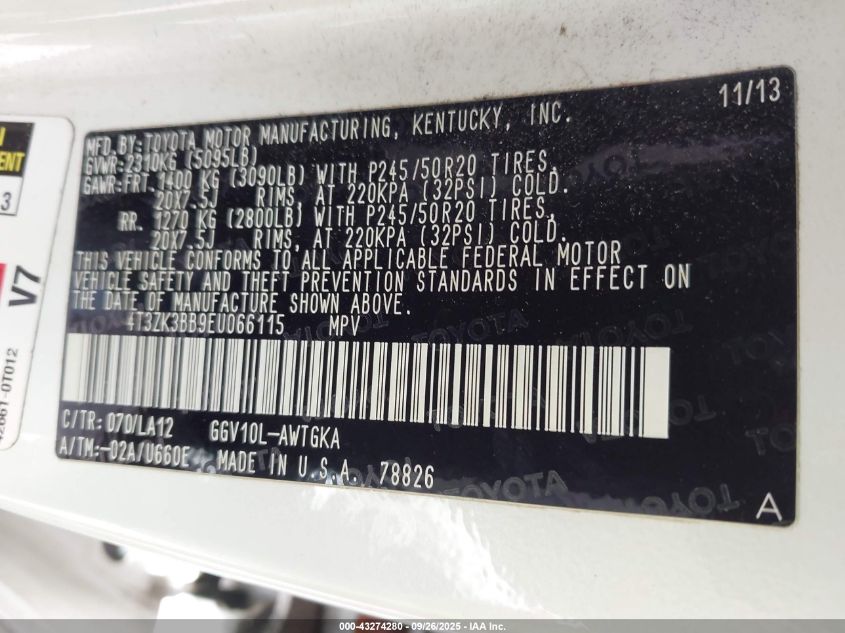 11/13
MFD.BY:TOYOTA MOTOR MANUFACTURING, KENTUCKY, INC.
GVWR:2310KG (5095LB)
GAWR:FRT.1400 KG (3090LB) WITH P245/50R20 TIRES,
20X7.5J RIMS, AT 220KPA (32PSI) COLD.
RR. 1270 KG (2800LB) WITH P245/50R20 TIRES,
20X7.5J RIMS, AT 220KPA (32PSI) COLD.
THIS VEHICLE CONFORMS TO ALL APPLICABLE FEDERAL MOTOR
VEHICLE SAFETY AND THEFT PREVENTION STANDARDS IN EFFECT ON
THE DATE OF MANUFACTURE SHOWN ABOVE.
4T3ZK3BB9EU066115 MPV
C/TR:070/LA12 GGV10L-AWTGKA
A/TM:-02A/U660E MADE IN U.S.A. 78826
A
3
V7
42661-0T012
TOYOTA
000-43274280 - 09/26/2025 - IAA Inc.